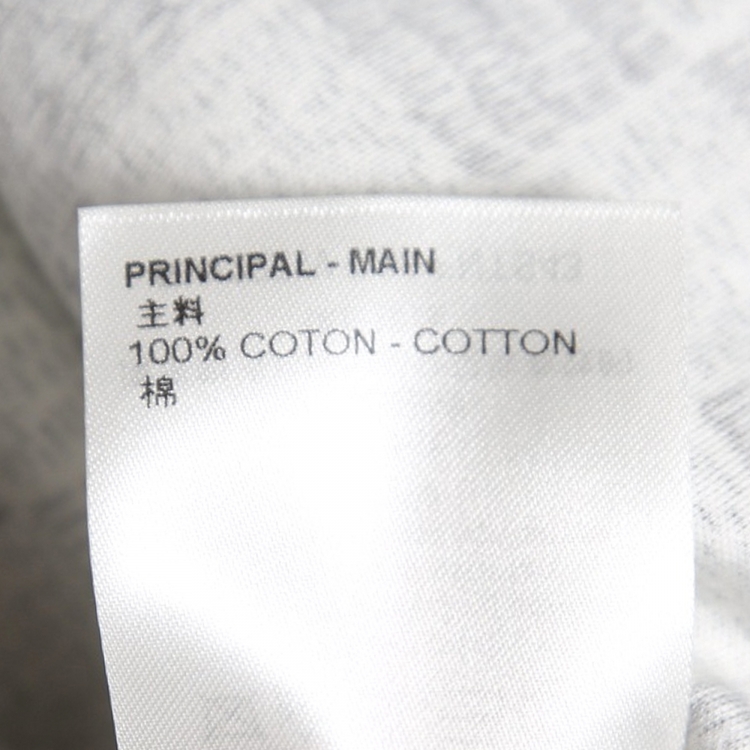 PRINCIPAL - MAIN
主料
100% COTON - COTTON
棉